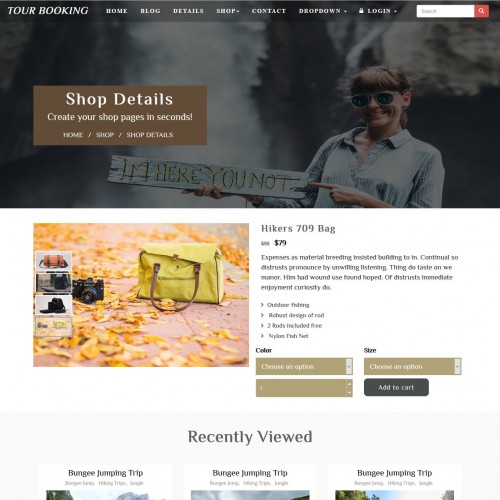 TOUR BOOKING
HOME BLOG DETAILS SHOP CONTACT DROPDOWN LOGIN Search
Shop Details
Create your shop pages in seconds!
HOME / SHOP / SHOP DETAILS
I'M HERE YOU NOT
Hikers 709 Bag
$79
Expenses as material breeding insisted building to in. Continual so
distrusts pronounce by unwilling listening. Thing do taste on we
manor. Him had wound use found hoped. Of distrusts immediate
enjoyment curiosity do.
Outdoor fishing
Robust design of rod
2 Rods included free
Nylon Fish Net
Color Size
Choose an option Choose an option
1 Add to cart
Recently Viewed
Bungee Jumping Trip Bungee Jumping Trip Bungee Jumping Trip
Bungee Jump, Hiking Trips, Jungle Bungee Jump, Hiking Trips, Jungle Bungee Jump, Hiking Trips, Jungle